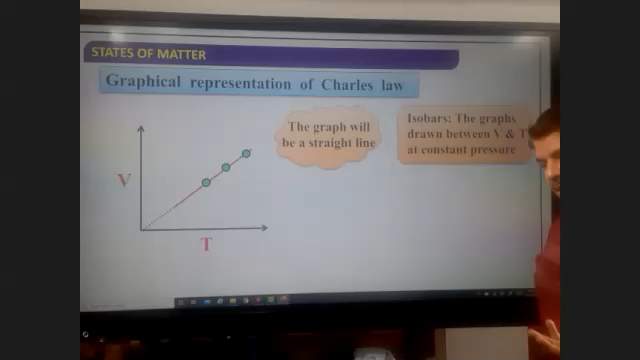 STATES OF MATTER
Graphical representation of Charles law
The graph will
be a straight line
Isobars: The graphs
drawn between V & T
at constant pressure
V
T